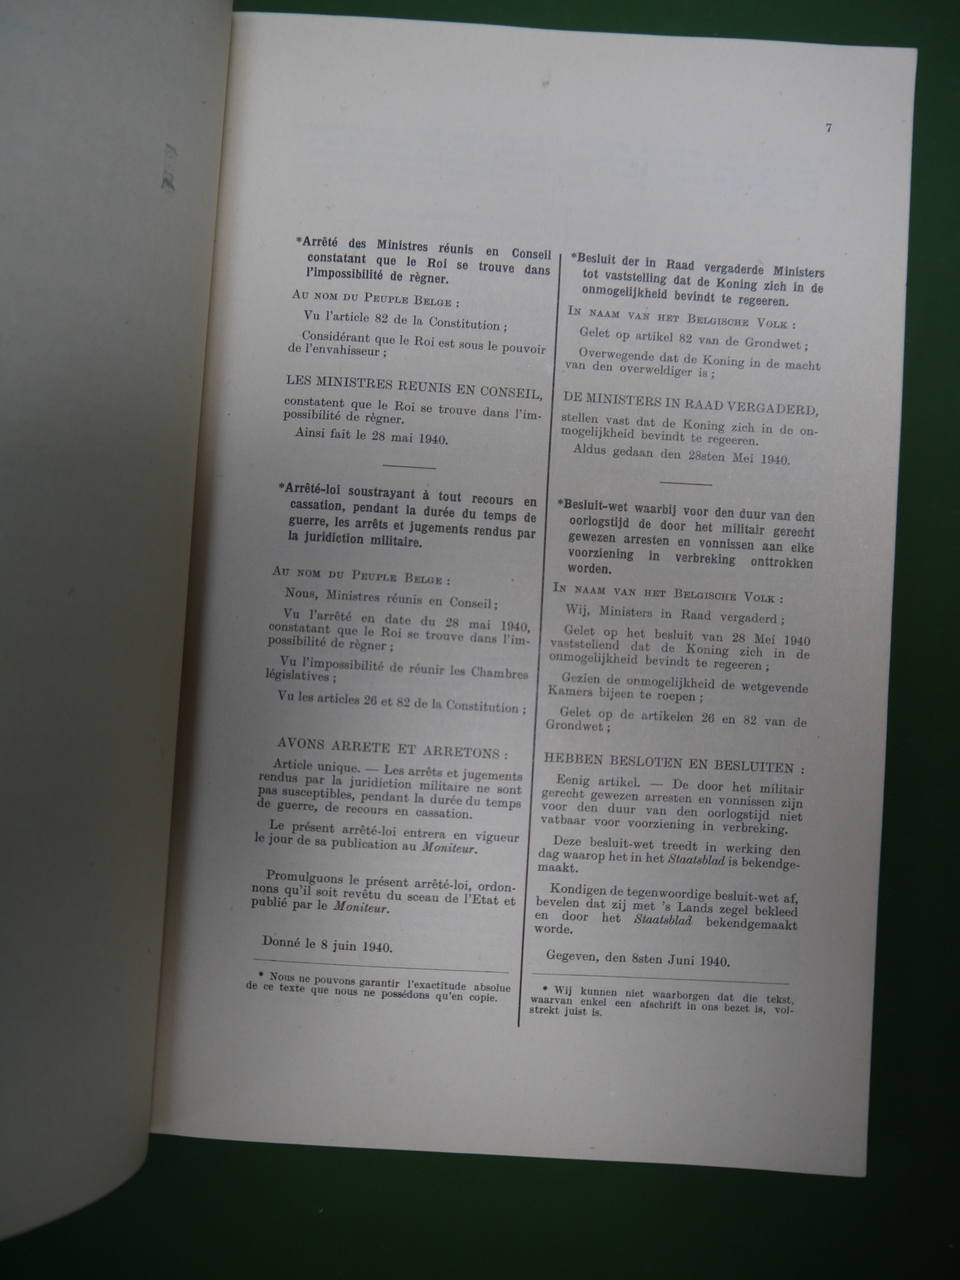 7
*Arrêté des Ministres réunis en Conseil
constatant que le Roi se trouve dans
l'impossibilité de règner.
Au nom du Peuple Belge :
Vu l'article 82 de la Constitution ;
Considérant que le Roi est sous le pouvoir
de l'envahisseur ;
LES MINISTRES REUNIS EN CONSEIL,
constatent que le Roi se trouve dans l'im-
possibilité de règner.
Ainsi fait le 28 mai 1940.
*Arrêté-loi soustrayant à tout recours en
cassation, pendant la durée du temps de
guerre, les arrêts et jugements rendus par
la juridiction militaire.
Au nom du Peuple Belge :
Nous, Ministres réunis en Conseil ;
Vu l'arrêté en date du 28 mai 1940,
constatant que le Roi se trouve dans l'im-
possibilité de règner ;
Vu l'impossibilité de réunir les Chambres
législatives ;
Vu les articles 26 et 82 de la Constitution ;
AVONS ARRETE ET ARRETONS :
Article unique. — Les arrêts et jugements
rendus par la juridiction militaire ne sont
pas susceptibles, pendant la durée du temps
de guerre, de recours en cassation.
Le présent arrêté-loi entrera en vigueur
le jour de sa publication au Moniteur.
Promulguons le présent arrêté-loi, ordon-
nons qu'il soit revêtu du sceau de l'Etat et
publié par le Moniteur.
Donné le 8 juin 1940.
* Nous ne pouvons garantir l'exactitude absolue
de ce texte que nous ne possédons qu'en copie.
*Besluit der in Raad vergaderde Ministers
tot vaststelling dat de Koning zich in de
onmogelijkheid bevindt te regeeren.
In naam van het Belgische Volk :
Gelet op artikel 82 van de Grondwet ;
Overwegende dat de Koning in de macht
van den overweldiger is ;
DE MINISTERS IN RAAD VERGADERD,
stellen vast dat de Koning zich in de on-
mogelijkheid bevindt te regeeren.
Aldus gedaan den 28sten Mei 1940.
*Besluit-wet waarbij voor den duur van den
oorlogstijd de door het militair gerecht
gewezen arresten en vonnissen aan elke
voorziening in verbreking onttrokken
worden.
In naam van het Belgische Volk :
Wij, Ministers in Raad vergaderd ;
Gelet op het besluit van 28 Mei 1940
vaststellend dat de Koning zich in de
onmogelijkheid bevindt te regeeren ;
Gezien de onmogelijkheid de wetgevende
Kamers bijeen te roepen ;
Gelet op de artikelen 26 en 82 van de
Grondwet ;
HEBBEN BESLOTEN EN BESLUITEN :
Eenig artikel. — De door het militair
gerecht gewezen arresten en vonnissen zijn
voor den duur van den oorlogstijd niet
vatbaar voor voorziening in verbreking.
Deze besluit-wet treedt in werking den
dag waarop het in het Staatsblad is bekendge-
maakt.
Kondigen de tegenwoordige besluit-wet af,
bevelen dat zij met 's Lands zegel bekleed
en door het Staatsblad bekendgemaakt
worde.
Gegeven, den 8sten Juni 1940.
* Wij kunnen niet waarborgen dat die tekst,
waarvan enkel een afschrift in ons bezet is, vol-
strekt juist is.